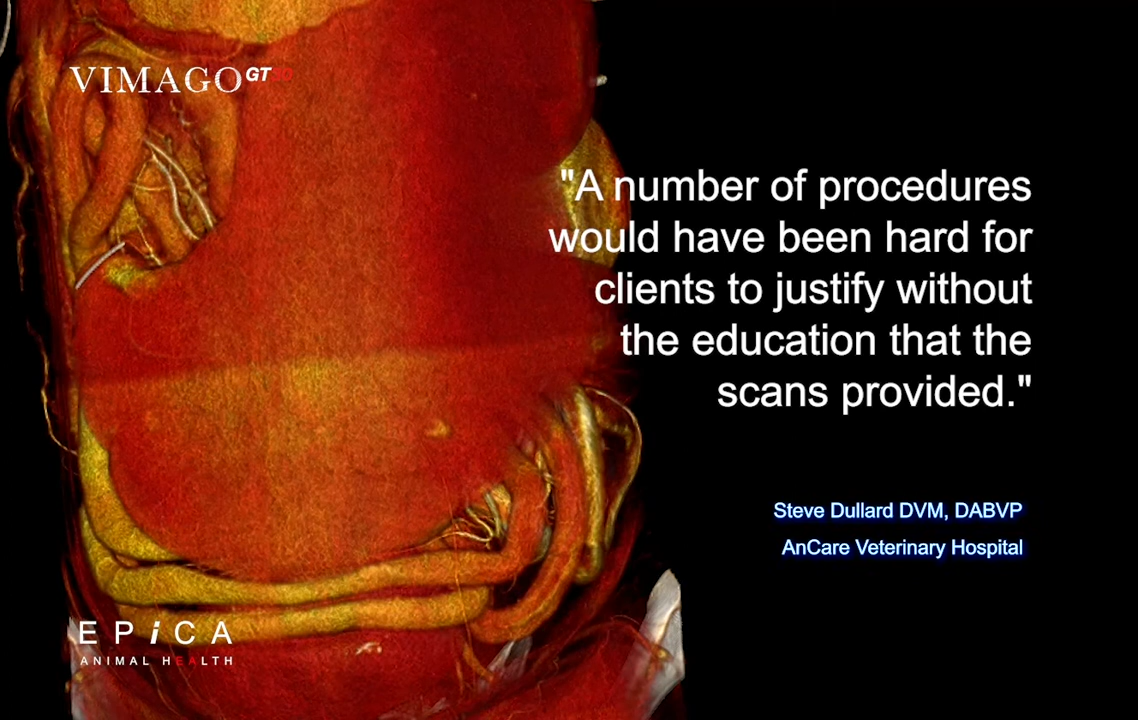 VIMAGO GT30
"A number of procedures
would have been hard for
clients to justify without
the education that the
scans provided."
Steve Dullard DVM, DABVP
AnCare Veterinary Hospital
EPiCA
ANIMAL HEALTH